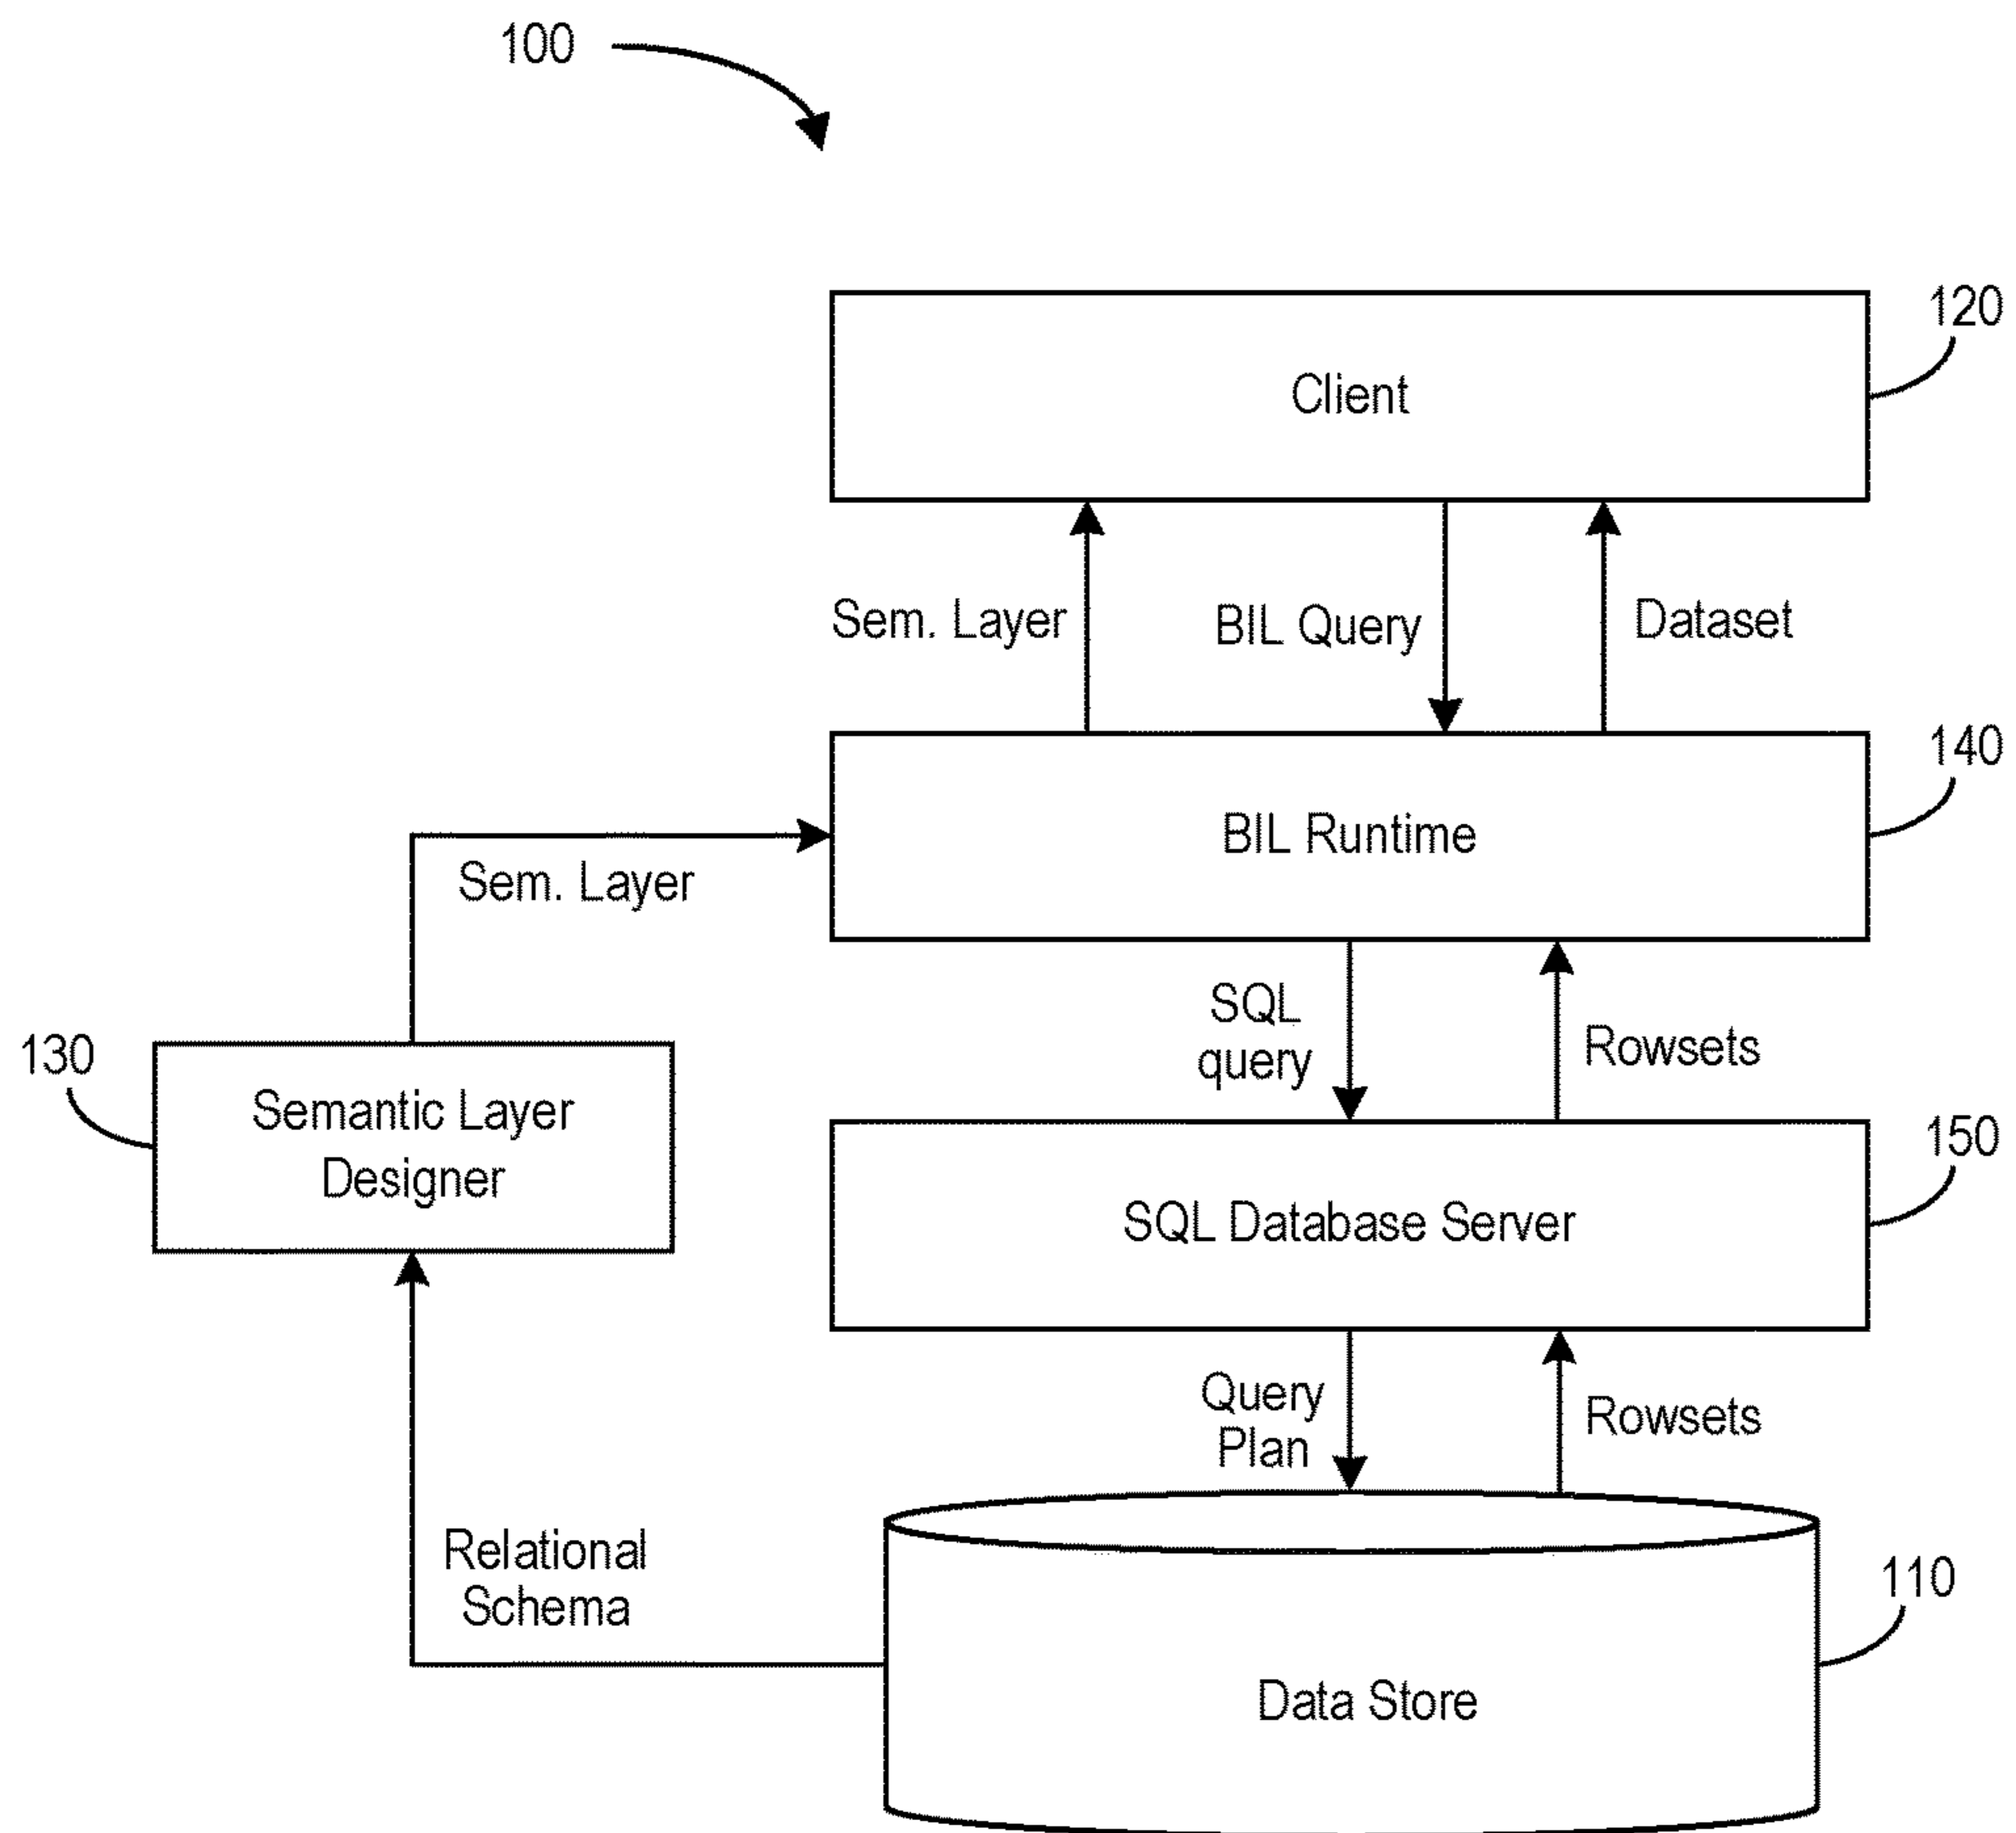 100
120
Client
Sem. Layer
BIL Query
Dataset
140
BIL Runtime
Sem. Layer
SQL
query
Rowsets
130
Semantic Layer
Designer
150
SQL Database Server
Query
Plan
Rowsets
Relational
Schema
110
Data Store